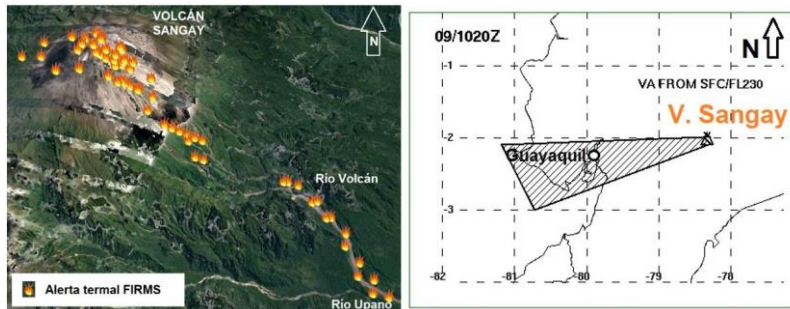 VOLCÁN
SANGAY
N
Río Volcán
Alerta termal FIRMS
Río Upano
09/1020Z
N
-1
VA FROM SFC/FL230
V. Sangay
-2
Guayaquil
-3
-82
-81
-80
-79
-78